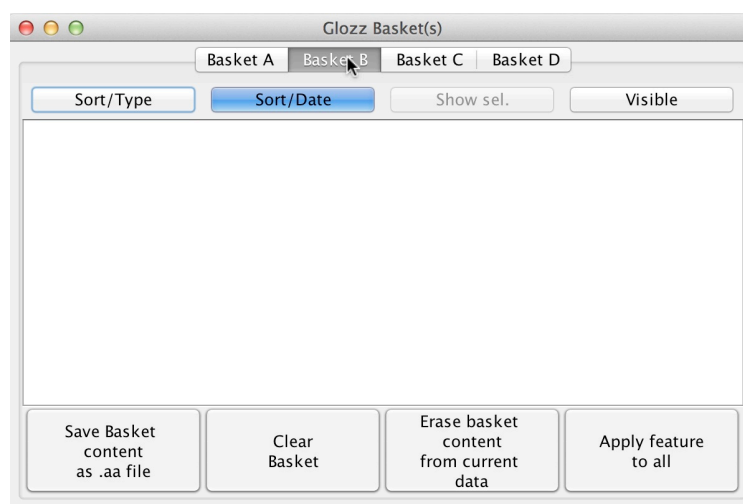 Glozz Basket(s)
Basket A Basket B Basket C Basket D
Sort/Type Sort/Date Show sel. Visible
Save Basket
content
as .aa file
Clear
Basket
Erase basket
content
from current
data
Apply feature
to all